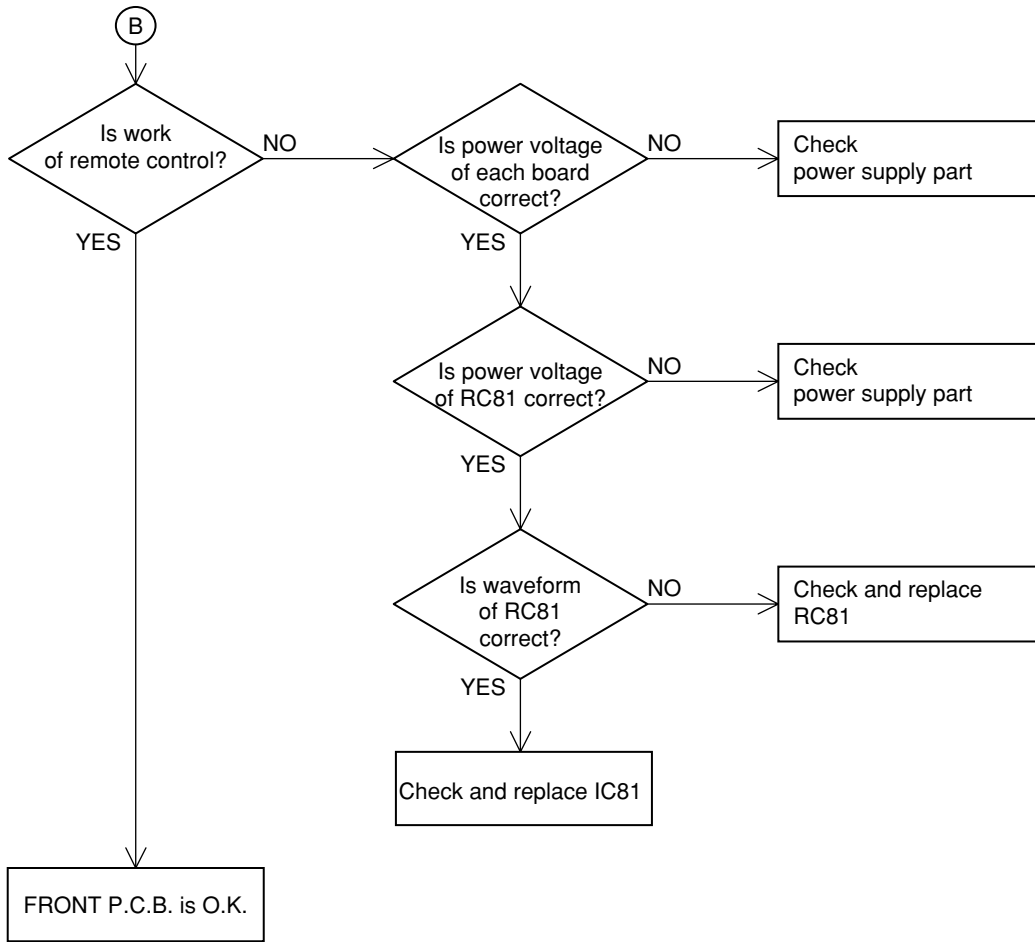 B
Is work
of remote control?
NO
YES
Is power voltage
of each board
correct?
NO
YES
Check
power supply part
Is power voltage
of RC81 correct?
NO
YES
Check
power supply part
Is waveform
of RC81
correct?
NO
YES
Check and replace
RC81
Check and replace IC81
FRONT P.C.B. is O.K.